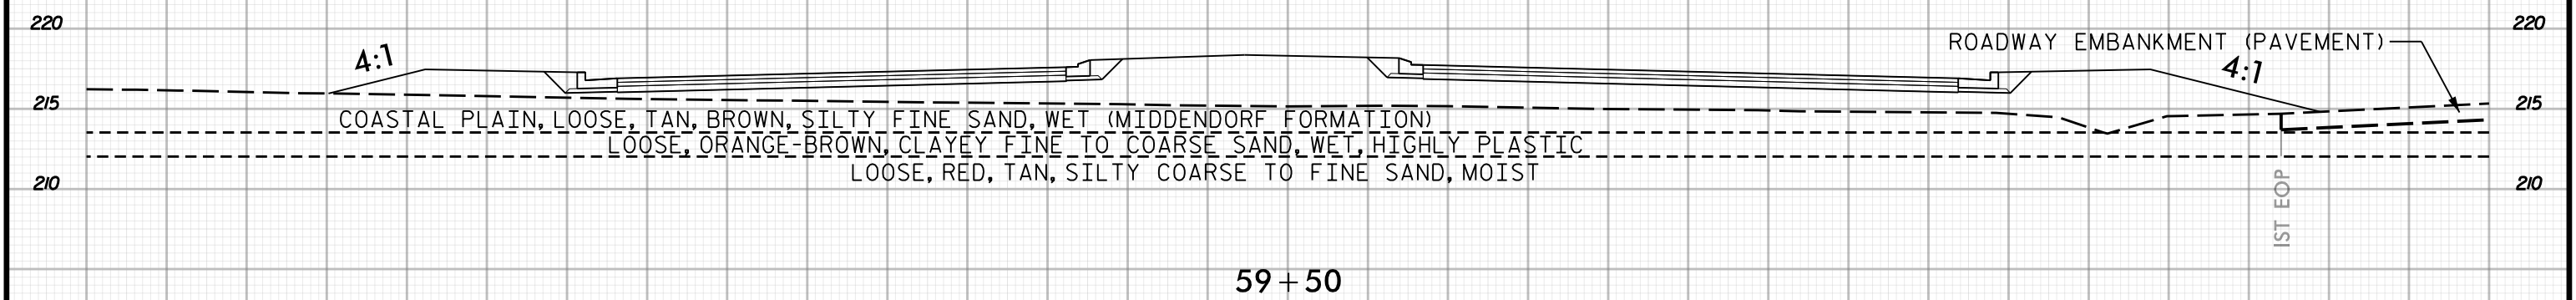 220 220
ROADWAY EMBANKMENT (PAVEMENT)
4:1 4:1
215 215
COASTAL PLAIN, LOOSE, TAN, BROWN, SILTY FINE SAND, WET (MIDDENDORF FORMATION)
LOOSE, ORANGE-BROWN, CLAYEY FINE TO COARSE SAND, WET, HIGHLY PLASTIC
LOOSE, RED, TAN, SILTY COARSE TO FINE SAND, MOIST
210 210
IST EOP
59+50